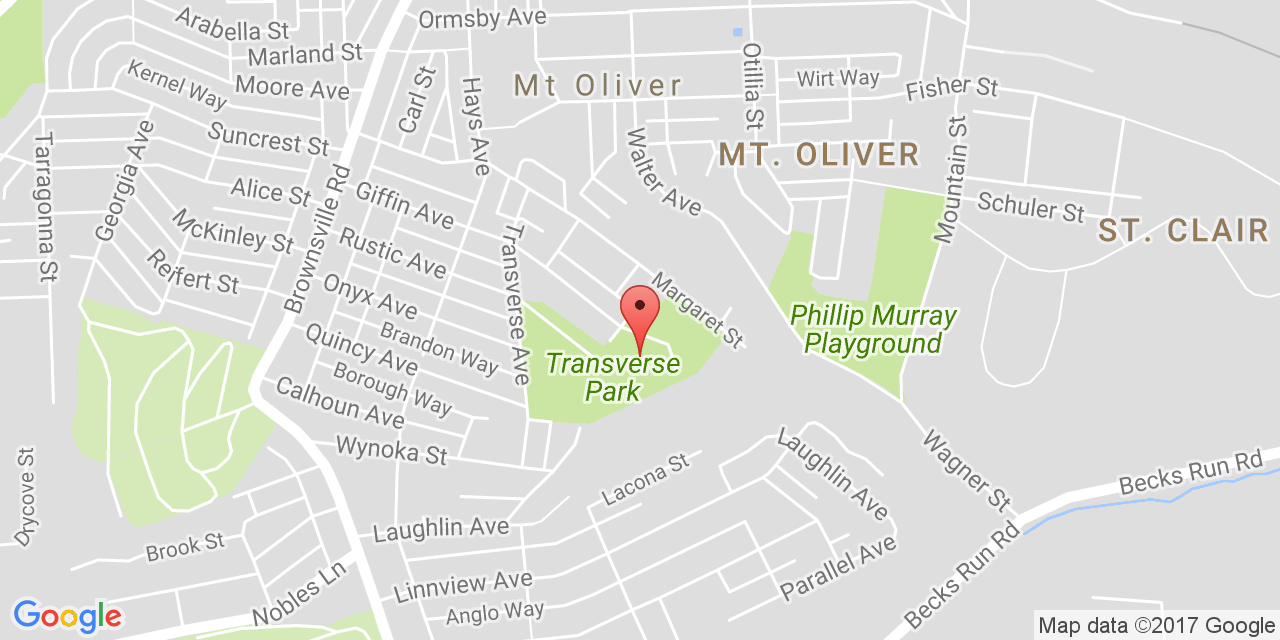 Ormsby Ave
Arabella St
Marland St
Moore Ave
Kernel Way
Carl St
Hays Ave
Mt Oliver
Otillia St
Wirt Way
Fisher St
Suncrest St
Tarragonna St
Georgia Ave
Walter Ave
MT. OLIVER
Mountain St
Alice St
Giffin Ave
Schuler St
ST. CLAIR
McKinley St
Rustic Ave
Transverse Ave
Reifert St
Brownsville Rd
Onyx Ave
Margaret St
Phillip Murray
Playground
Quincy Ave
Brandon Way
Transverse
Park
Borough Way
Calhoun Ave
Wynoka St
Drycove St
Lacona St
Laughlin Ave
Wagner St
Becks Run Rd
Laughlin Ave
Brook St
Parallel Ave
Becks Run Rd
Nobles Ln
Linnview Ave
Anglo Way
Google
Map data ©2017 Google